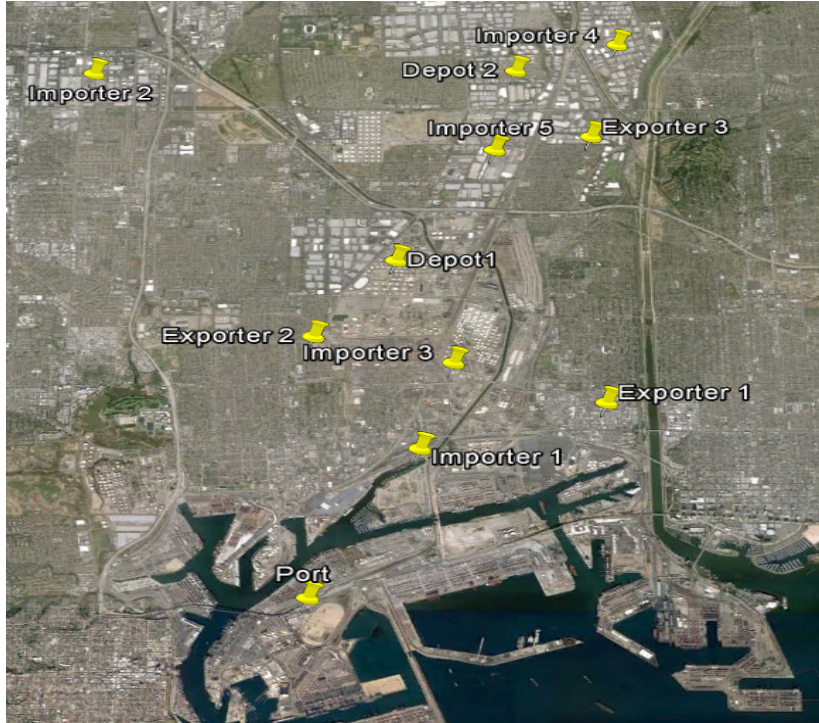 Importer 4
Depot 2
Importer 2
Importer 5
Exporter 3
Depot1
Exporter 2
Importer 3
Exporter 1
Importer 1
Port